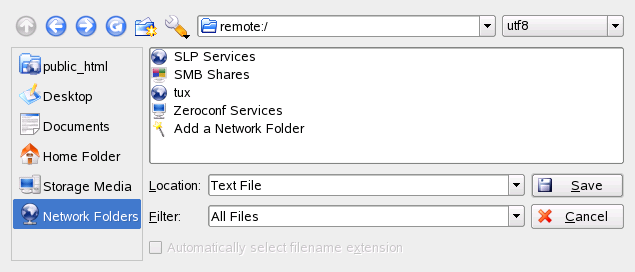 remote:/ utf8
public_html
Desktop
Documents
Home Folder
Storage Media
Network Folders
SLP Services
SMB Shares
tux
Zeroconf Services
Add a Network Folder
Location: Text File Save
Filter: All Files Cancel
Automatically select filename extension